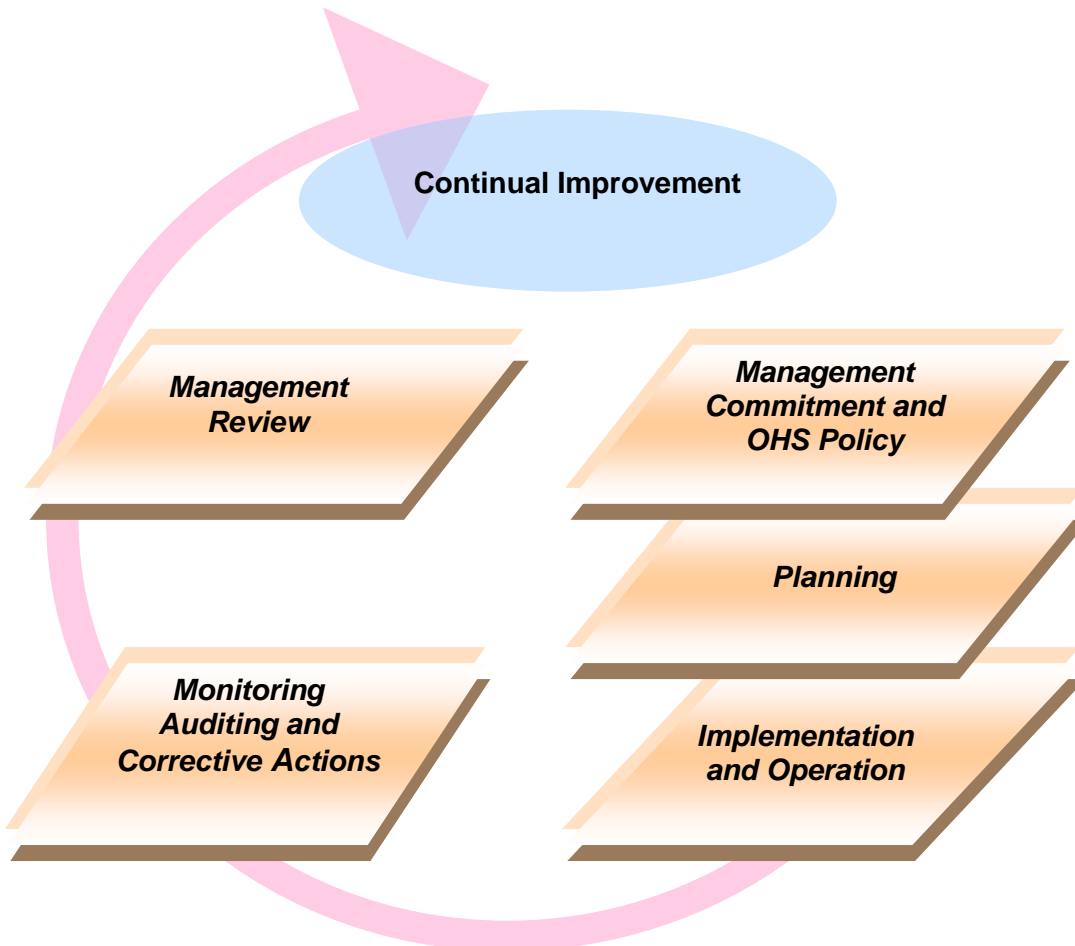 Continual Improvement
Management
Review
Management
Commitment and
OHS Policy
Planning
Monitoring
Auditing and
Corrective Actions
Implementation
and Operation